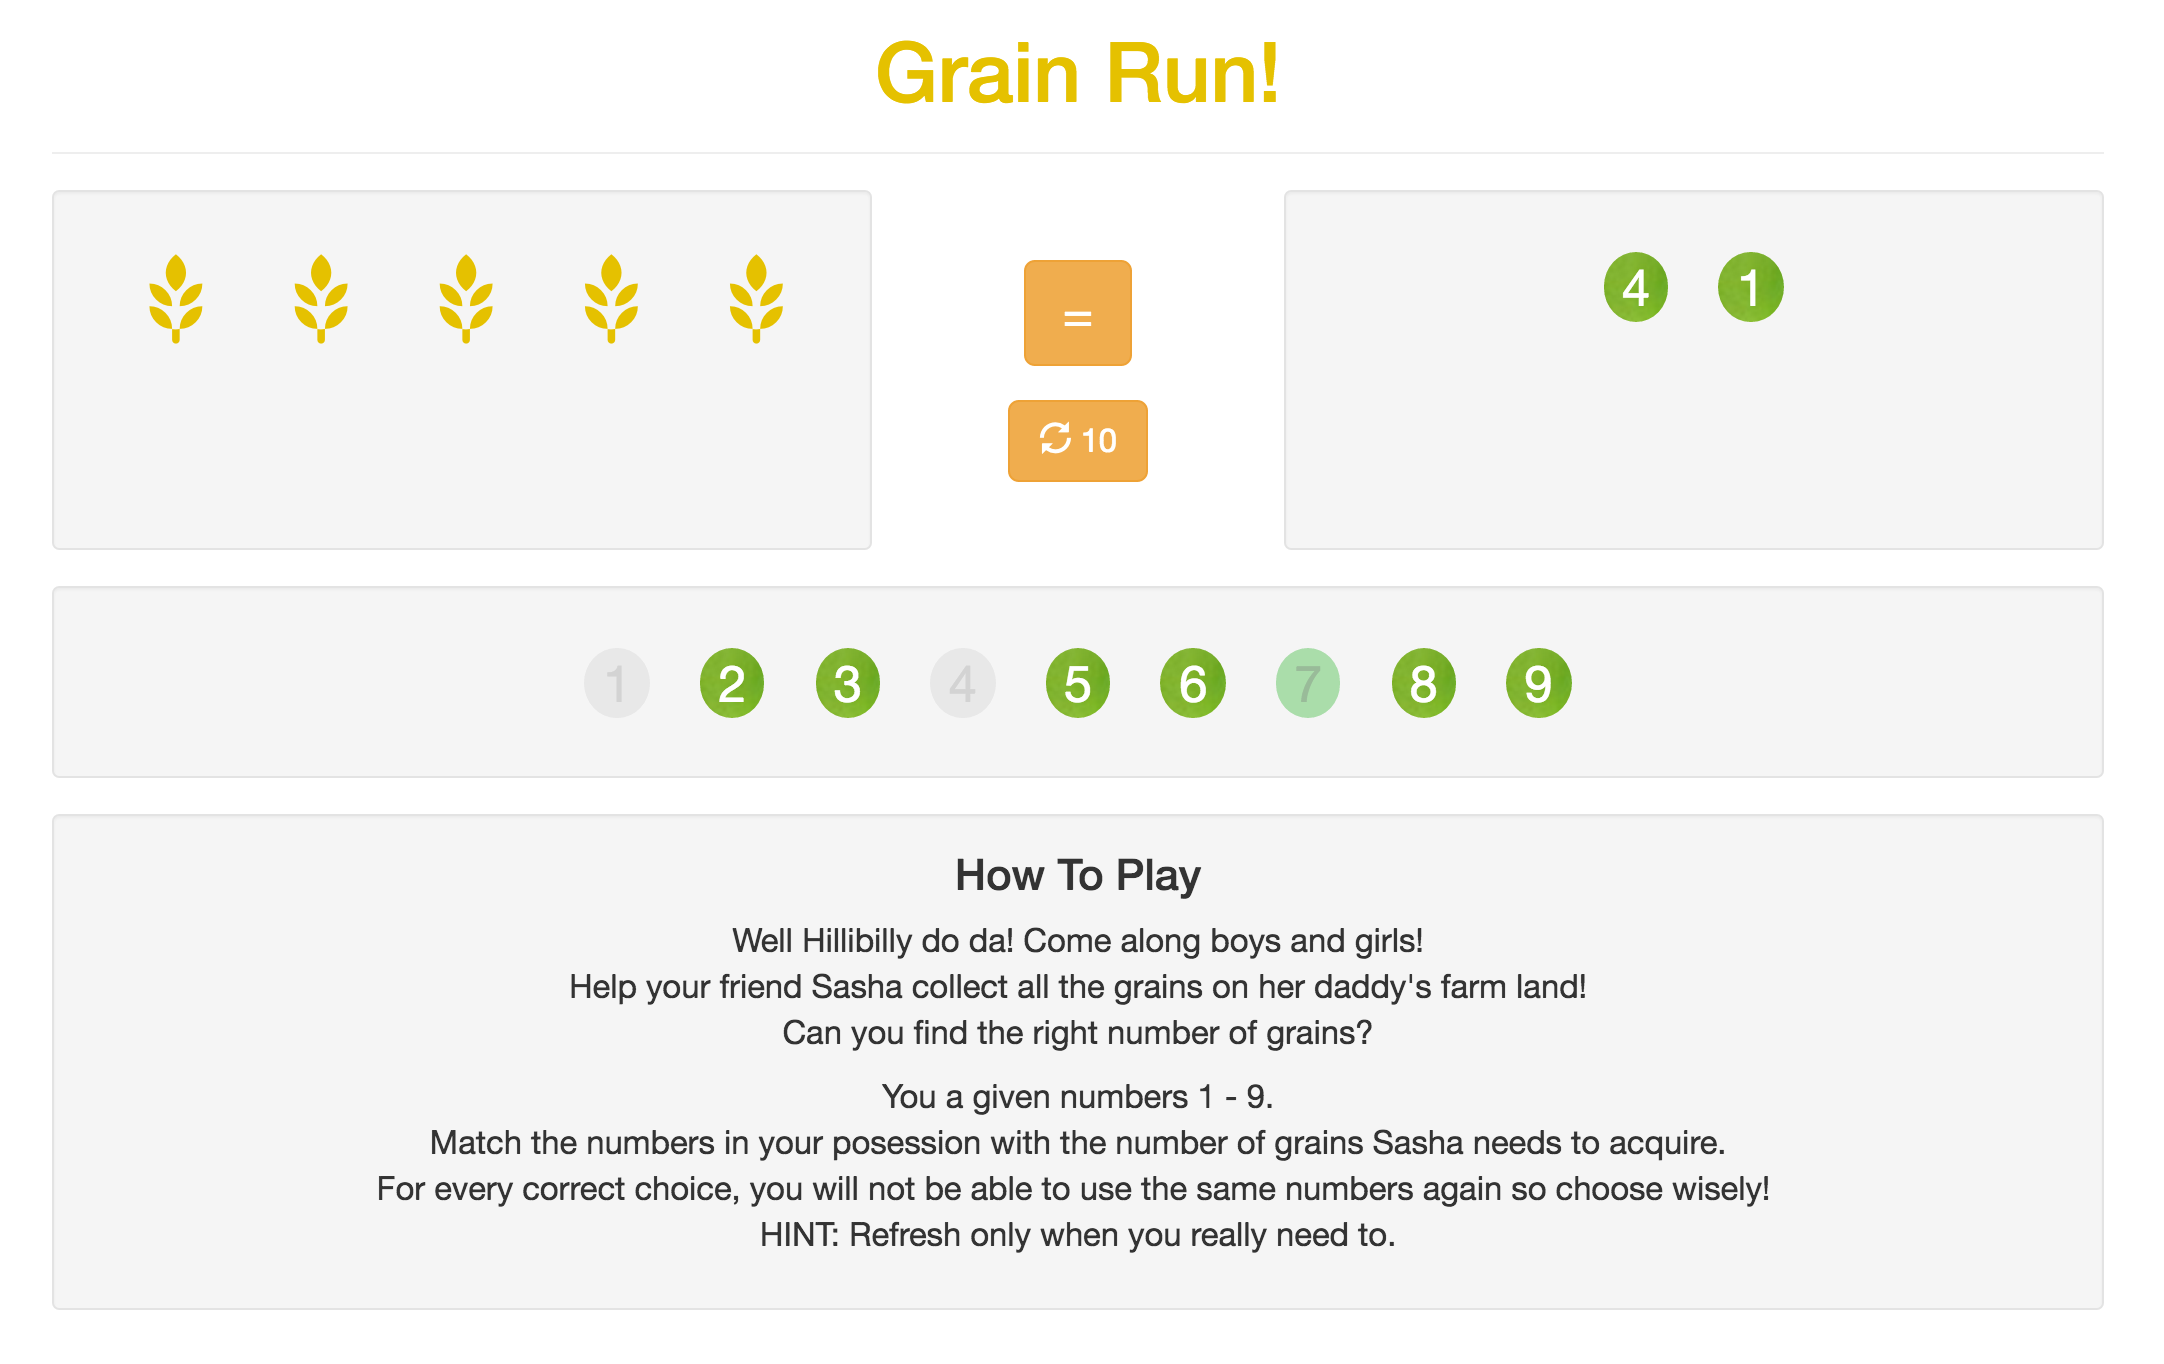 Grain Run!
=
10
4 1
1 2 3 4 5 6 7 8 9
How To Play
Well Hillibilly do da! Come along boys and girls!
Help your friend Sasha collect all the grains on her daddy's farm land!
Can you find the right number of grains?
You a given numbers 1 - 9.
Match the numbers in your posession with the number of grains Sasha needs to acquire.
For every correct choice, you will not be able to use the same numbers again so choose wisely!
HINT: Refresh only when you really need to.